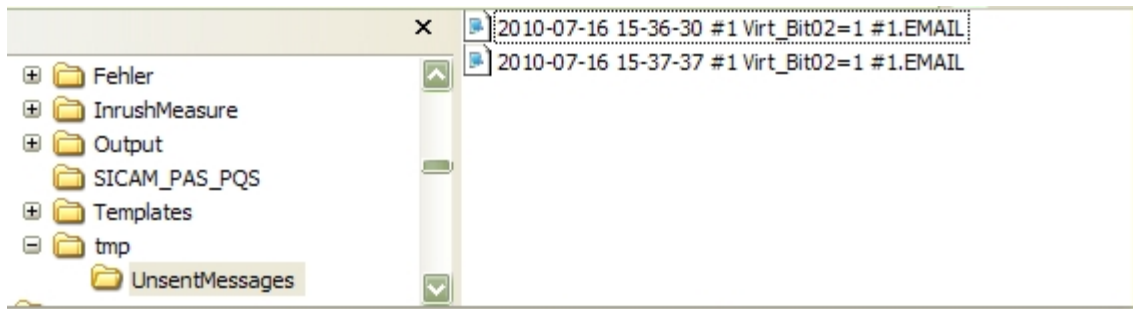 Fehler
InrushMeasure
Output
SICAM_PAS_PQS
Templates
tmp
UnsentMessages
2010-07-16 15-36-30 #1 Virt_Bit02=1 #1.EMAIL
2010-07-16 15-37-37 #1 Virt_Bit02=1 #1.EMAIL